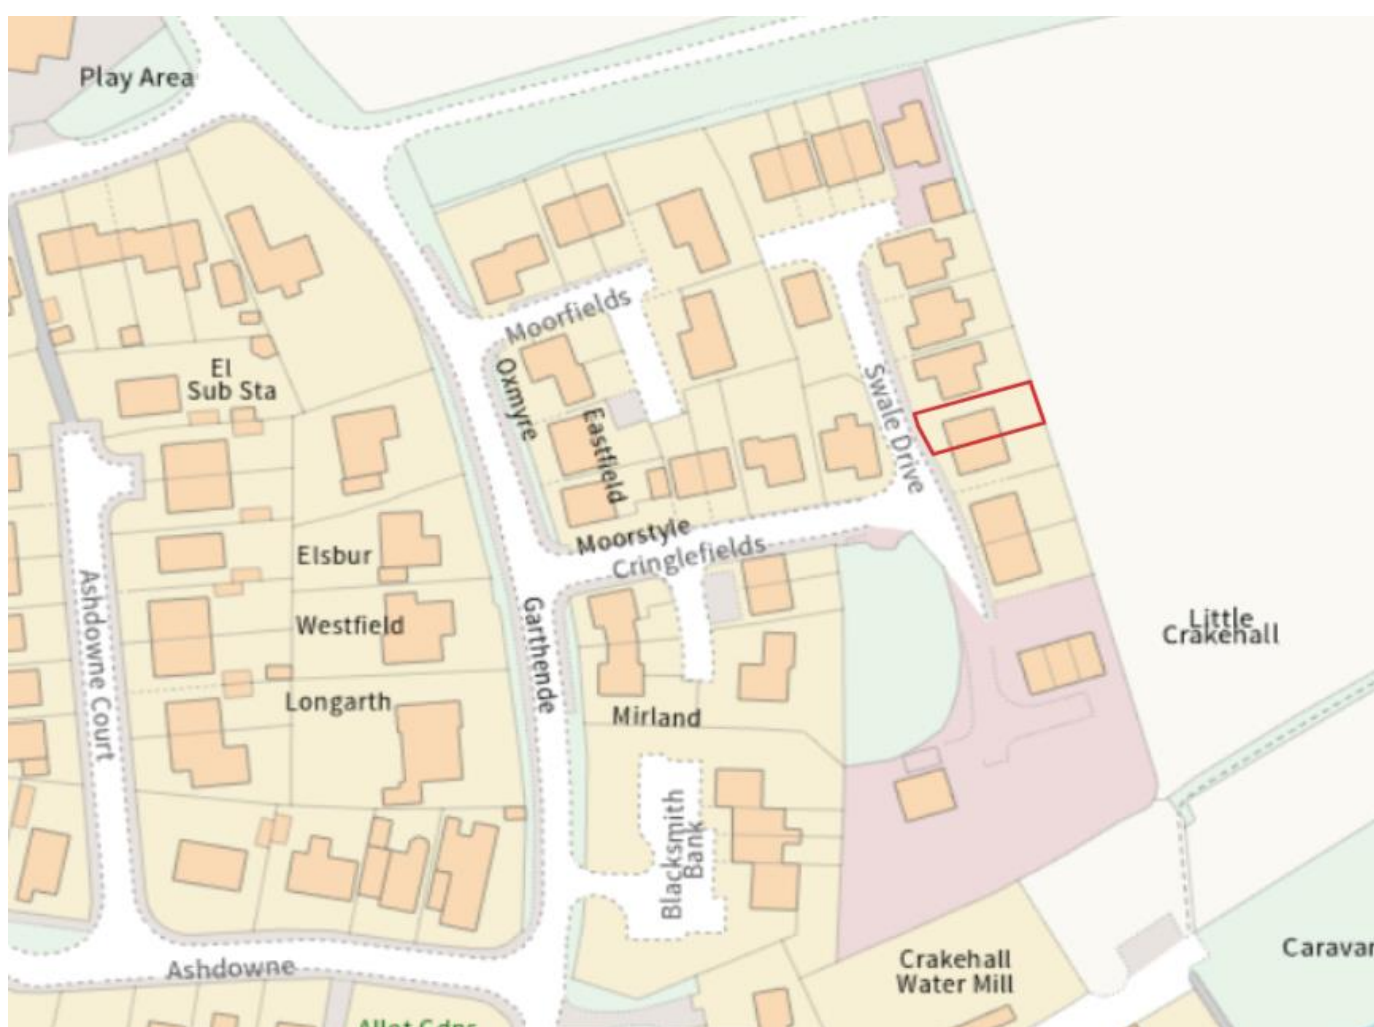 Play Area
Moorfields
El
Sub Sta
Oxmyre
Eastfield
Swale Drive
Moorstyle
Cringlefields
Elsbur
Westfield
Longarth
Ashdowne Court
Garthende
Mirland
Little
Crakehall
Blacksmith
Bank
Crakehall
Water Mill
Caravan
Ashdowne